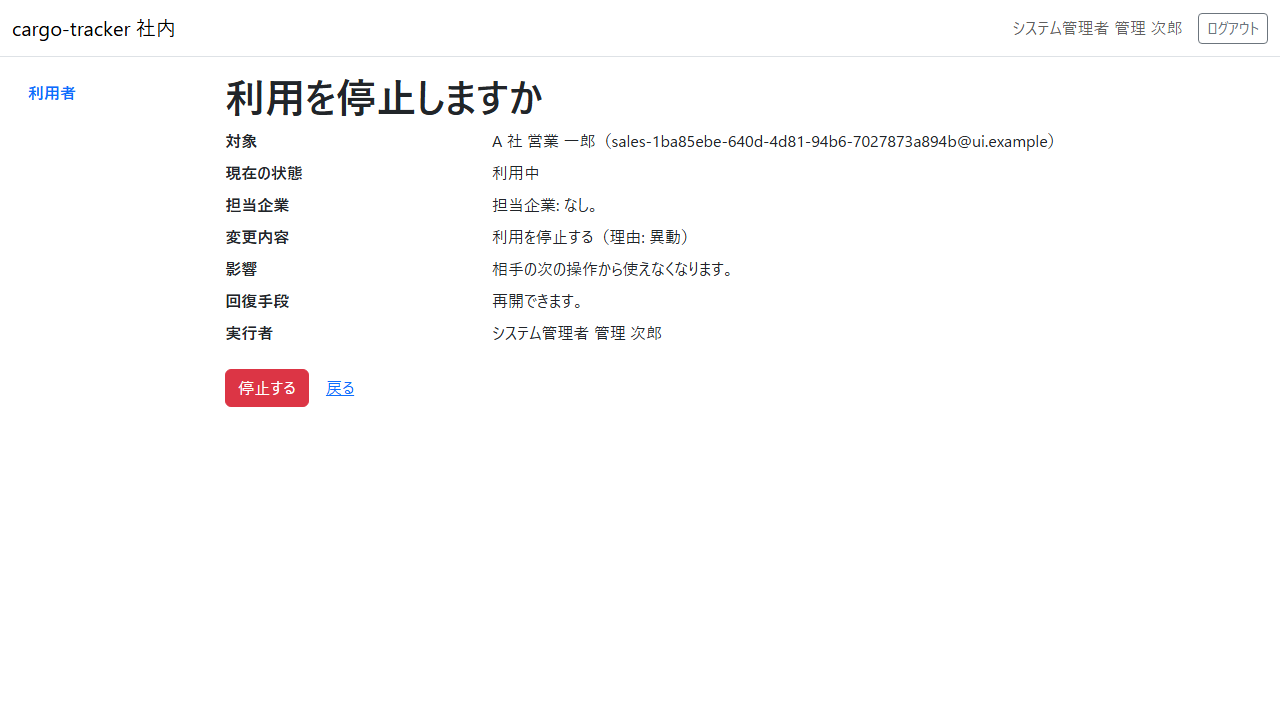 cargo-tracker 社内
システム管理者 管理 次郎 ログアウト
利用者
利用を停止しますか
対象 A 社 営業 一郎（sales-1ba85ebe-640d-4d81-94b6-7027873a894b@ui.example）
現在の状態 利用中
担当企業 担当企業: なし。
変更内容 利用を停止する（理由: 異動）
影響 相手の次の操作から使えなくなります。
回復手段 再開できます。
実行者 システム管理者 管理 次郎
停止する 戻る